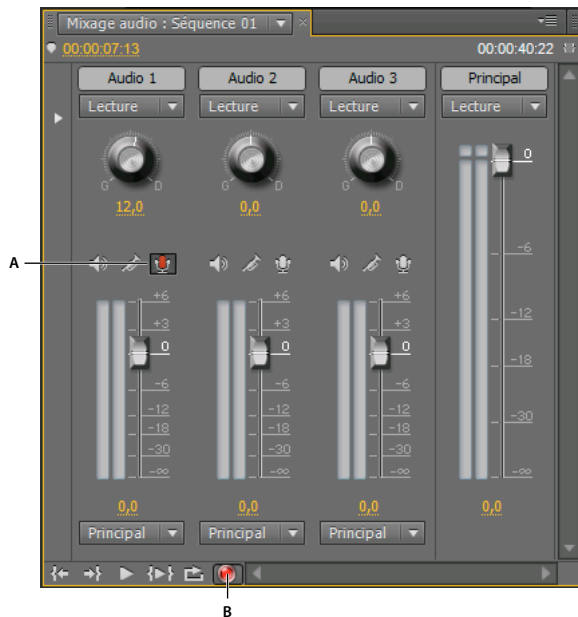 Mixage audio : Séquence 01
00:00:07:13 00:00:40:22
Audio 1 Audio 2 Audio 3 Principal
Lecture Lecture Lecture Lecture
G D G D G D
12,0 0,0 0,0
A
+6 +6 +6
+3 +3 +3
0 0 0
-6 -6 -6
-12 -12 -12
-18 -18 -18
-30 -30 -30
-∞ -∞ -∞
0
-6
-12
-18
-30
-∞
0,0 0,0 0,0 0,0
Principal Principal Principal
B